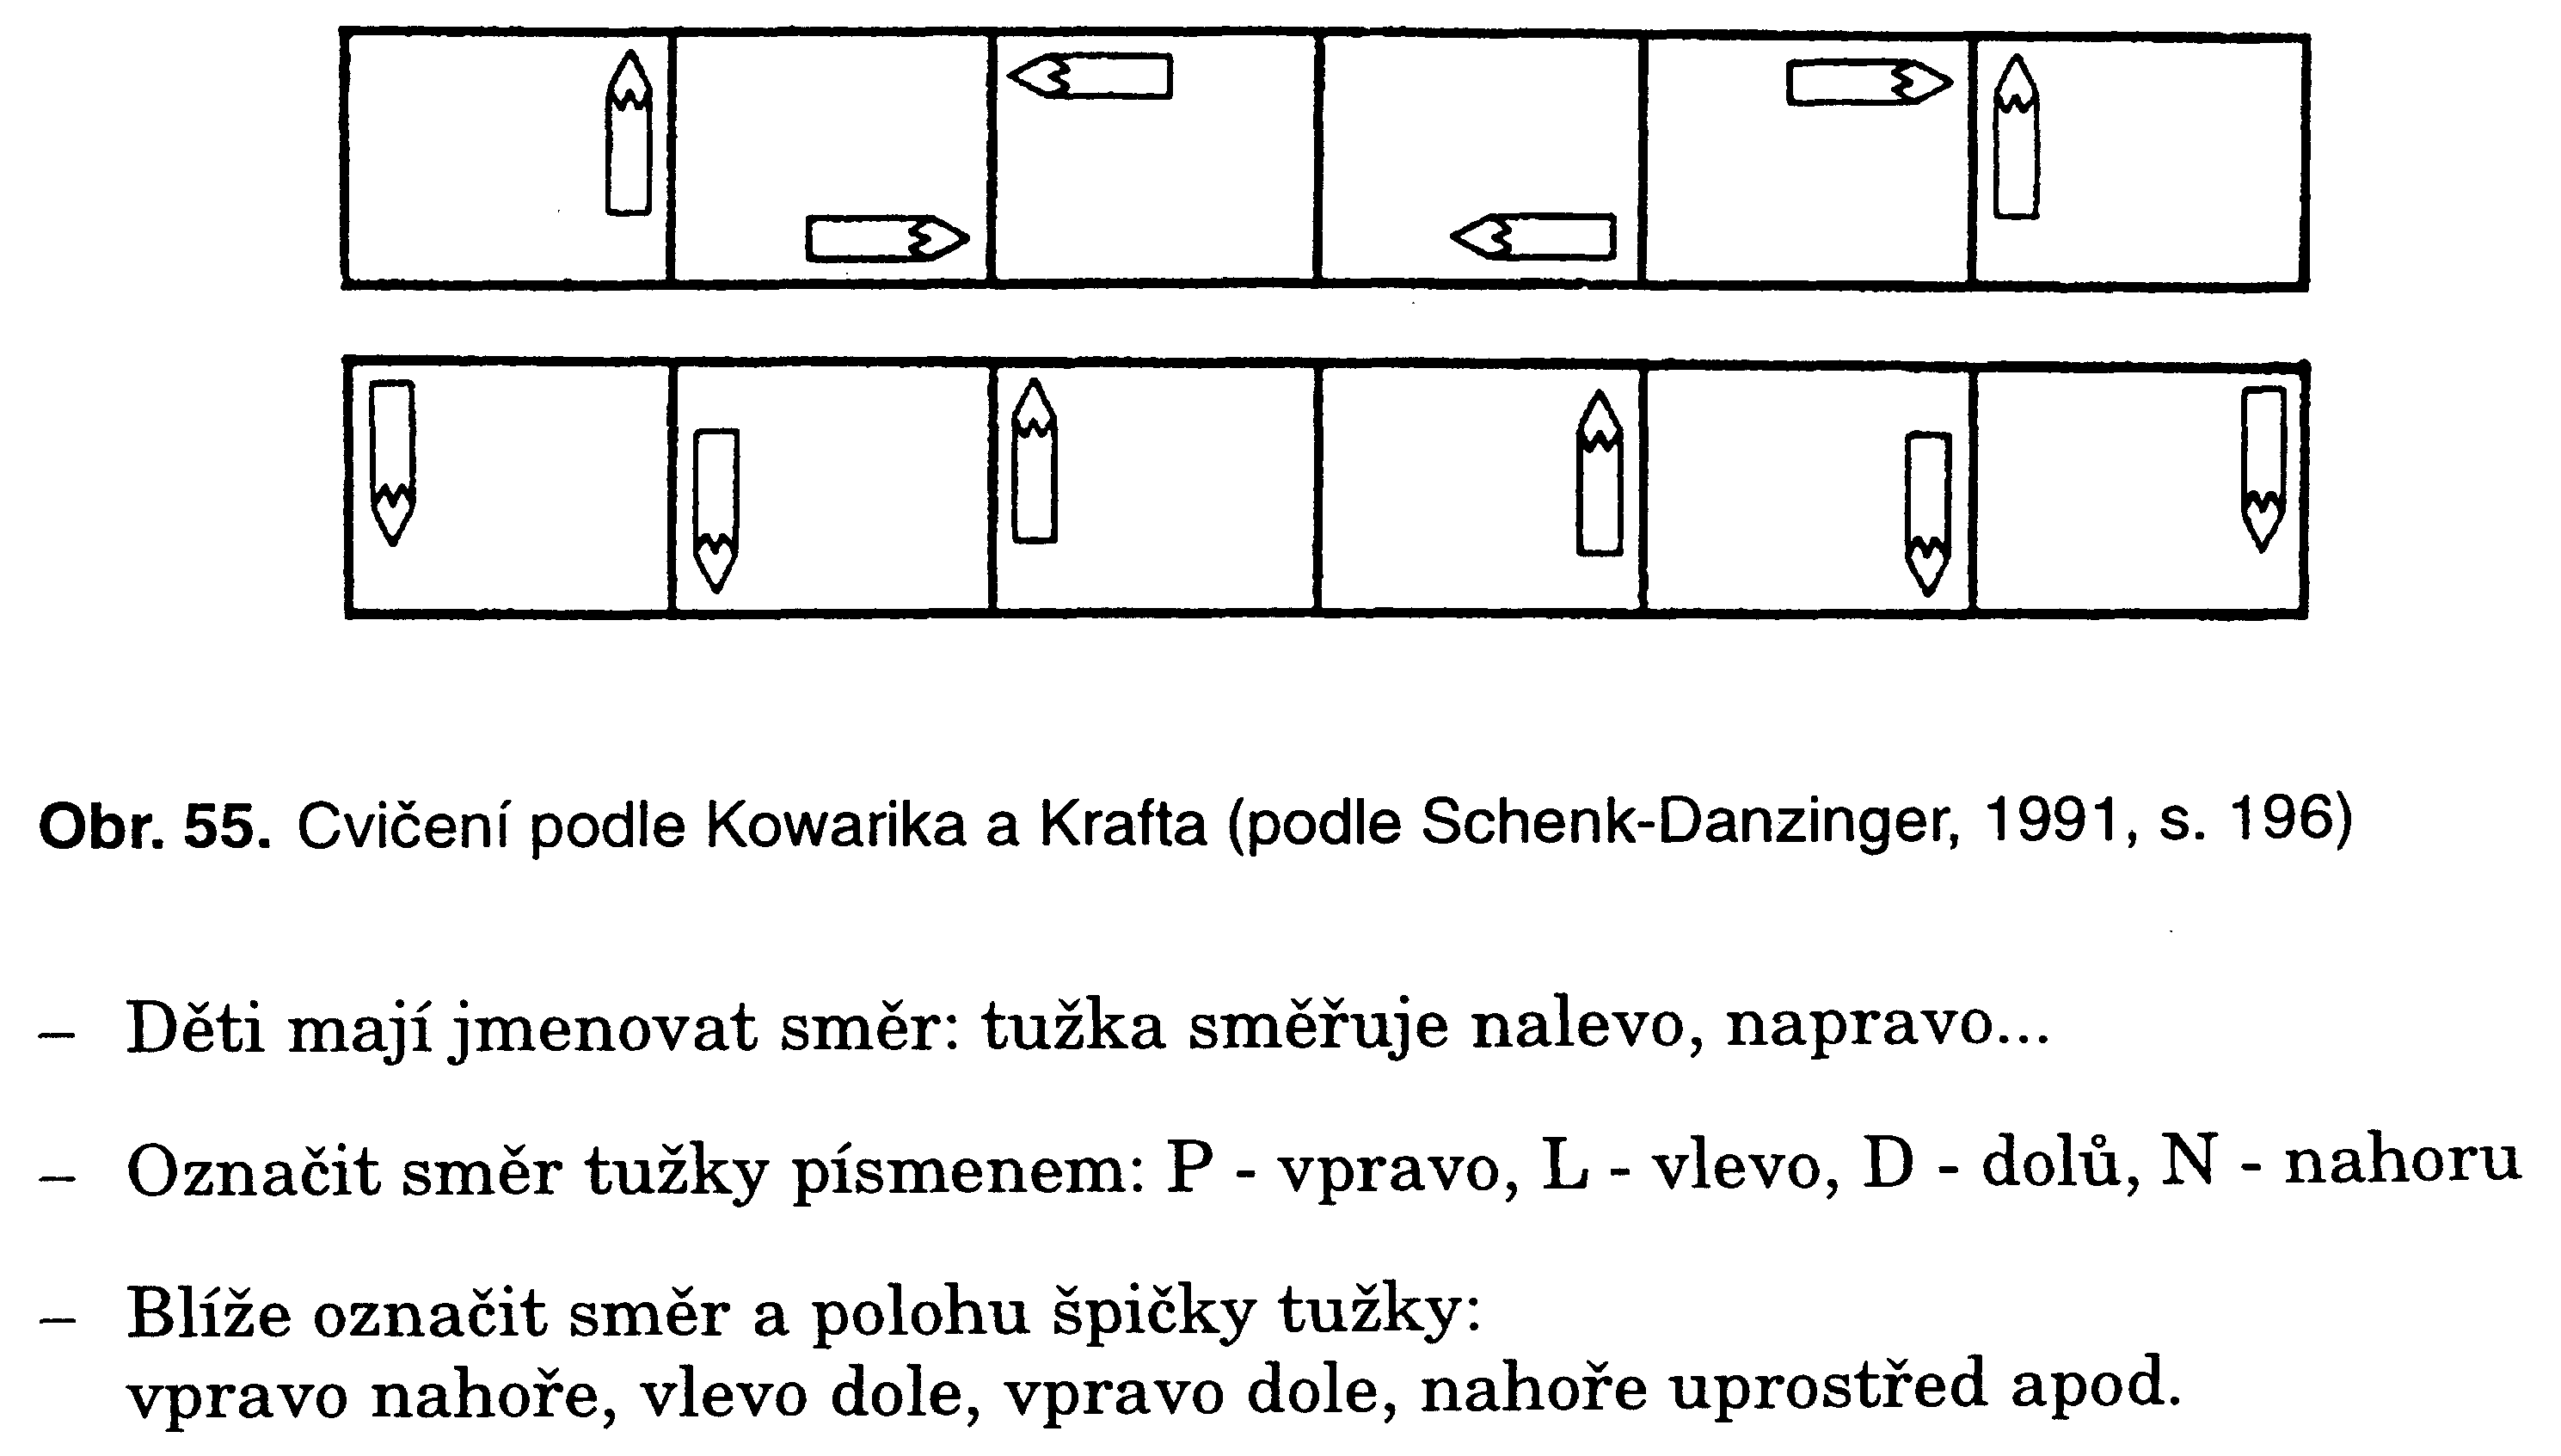 Obr. 55. Cvičení podle Kowarika a Krafta (podle Schenk-Danzinger, 1991, s. 196)
– Děti mají jmenovat směr: tužka směřuje nalevo, napravo...
– Označit směr tužky písmenem: P - vpravo, L - vlevo, D - dolů, N - nahoru
– Blíže označit směr a polohu špičky tužky:
vpravo nahoře, vlevo dole, vpravo dole, nahoře uprostřed apod.